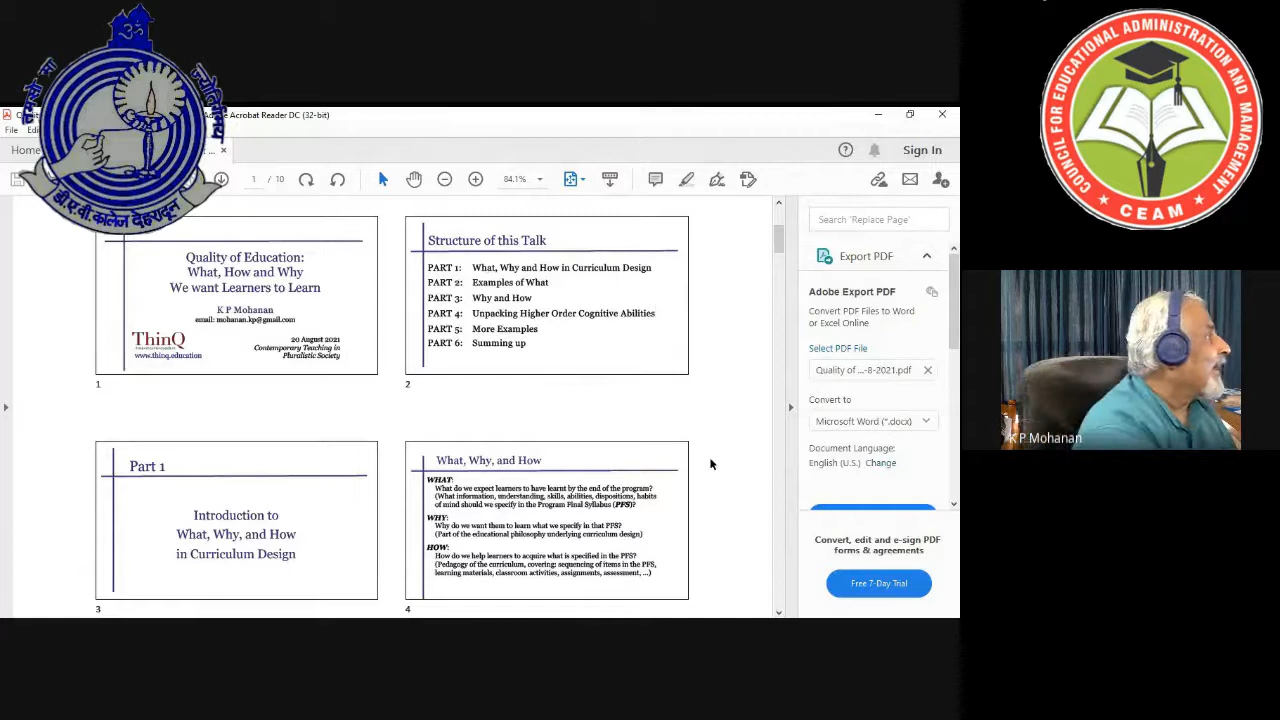 तमसो मा
ज्योतिर्गमय
ॐ
डी.ए.वी. कालेज देहरादून
COUNCIL FOR EDUCATIONAL ADMINISTRATION AND MANAGEMENT
CEAM
Acrobat Reader DC (32-bit)
File
Home
Sign In
1 / 10
84.1%
Quality of Education:
What, How and Why
We want Learners to Learn
K P Mohanan
email: mohanan.kp@gmail.com
ThinQ
www.thinq.education
20 August 2021
Contemporary Teaching in
Pluralistic Society
1
Structure of this Talk
PART 1: What, Why and How in Curriculum Design
PART 2: Examples of What
PART 3: Why and How
PART 4: Unpacking Higher Order Cognitive Abilities
PART 5: More Examples
PART 6: Summing up
2
Part 1
Introduction to
What, Why, and How
in Curriculum Design
3
What, Why, and How
WHAT:
What do we expect learners to have learnt by the end of the program?
(What information, understanding, skills, abilities, dispositions, habits
of mind should we specify in the Program Final Syllabus (PFS)?
WHY:
Why do we want them to learn what we specify in that PFS?
(Part of the educational philosophy underlying curriculum design)
HOW:
How do we help learners to acquire what is specified in the PFS?
(Pedagogy of the curriculum, covering: sequencing of items in the PFS,
learning materials, classroom activities, assignments, assessment, ...)
4
Search 'Replace Page'
Export PDF
Adobe Export PDF
Convert PDF Files to Word
or Excel Online
Select PDF File
Quality of ...-8-2021.pdf
Convert to
Microsoft Word (*.docx)
Document Language:
English (U.S.) Change
Convert, edit and e-sign PDF
forms & agreements
Free 7-Day Trial
K P Mohanan